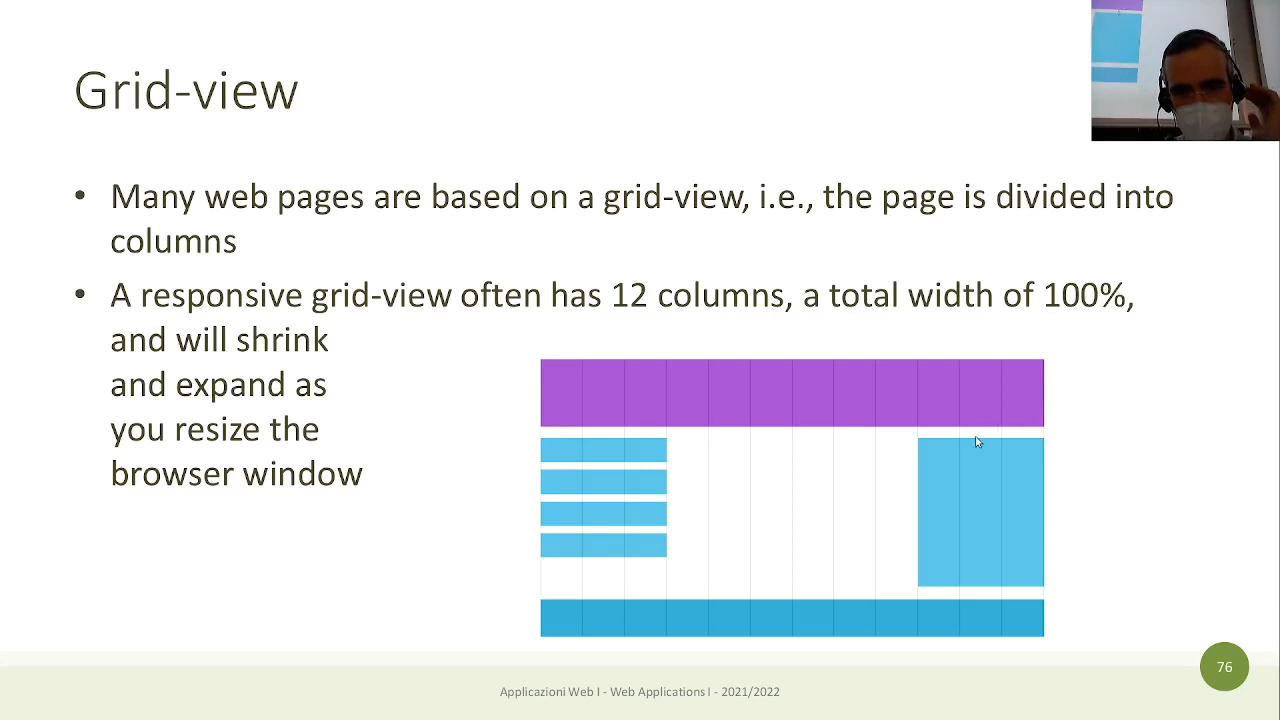 Grid-view
• Many web pages are based on a grid-view, i.e., the page is divided into
columns
• A responsive grid-view often has 12 columns, a total width of 100%,
and will shrink
and expand as
you resize the
browser window
76
Applicazioni Web I - Web Applications I - 2021/2022